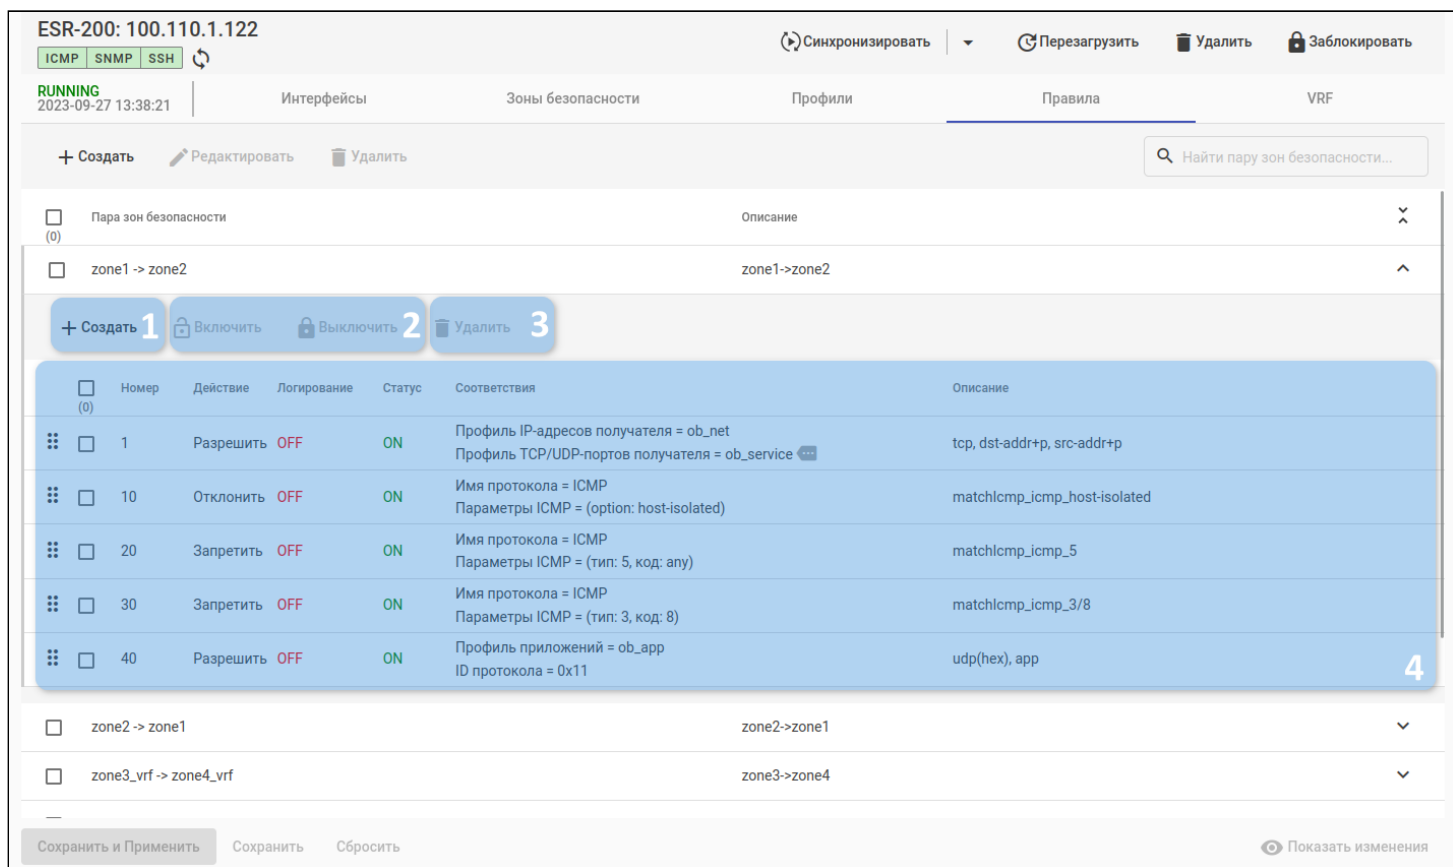 ESR-200: 100.110.1.122
ICMP SNMP SSH
Синхронизировать Перезагрузить Удалить Заблокировать
RUNNING
2023-09-27 13:38:21
Интерфейсы Зоны безопасности Профили Правила VRF
Создать Редактировать Удалить Найти пару зон безопасности...
Пара зон безопасности Описание
(0)
zone1 -> zone2 zone1->zone2
Создать 1 Включить Выключить 2 Удалить 3
Номер Действие Логирование Статус Соответствия Описание
(0)
1 Разрешить OFF ON Профиль IP-адресов получателя = ob_net tcp, dst-addr+p, src-addr+p
Профиль TCP/UDP-портов получателя = ob_service
10 Отклонить OFF ON Имя протокола = ICMP matchIcmp_icmp_host-isolated
Параметры ICMP = (option: host-isolated)
20 Запретить OFF ON Имя протокола = ICMP matchIcmp_icmp_5
Параметры ICMP = (тип: 5, код: any)
30 Запретить OFF ON Имя протокола = ICMP matchIcmp_icmp_3/8
Параметры ICMP = (тип: 3, код: 8)
40 Разрешить OFF ON Профиль приложений = ob_app udp(hex), app
ID протокола = 0x11
4
zone2 -> zone1 zone2->zone1
zone3_vrf -> zone4_vrf zone3->zone4
Сохранить и Применить Сохранить Сбросить Показать изменения